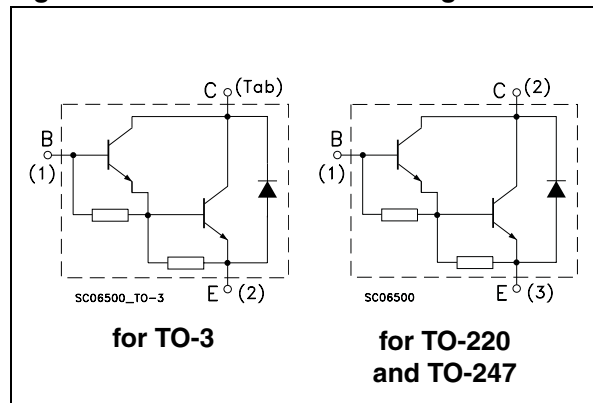 C (Tab)
B
(1)
E (2)
SC06500_TO-3
for TO-3
C (2)
B
(1)
E (3)
SC06500
for TO-220
and TO-247